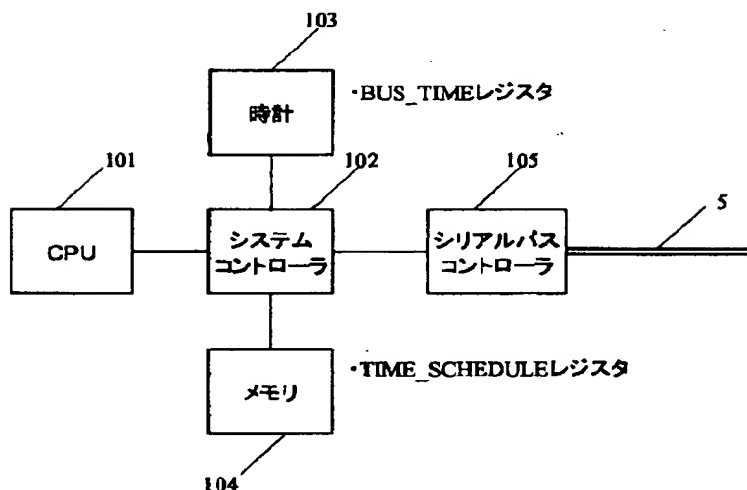 103
時計
・BUS_TIMEレジスタ
101
102
105
5
CPU
システム
コントローラ
シリアルバス
コントローラ
メモリ
・TIME_SCHEDULEレジスタ
104